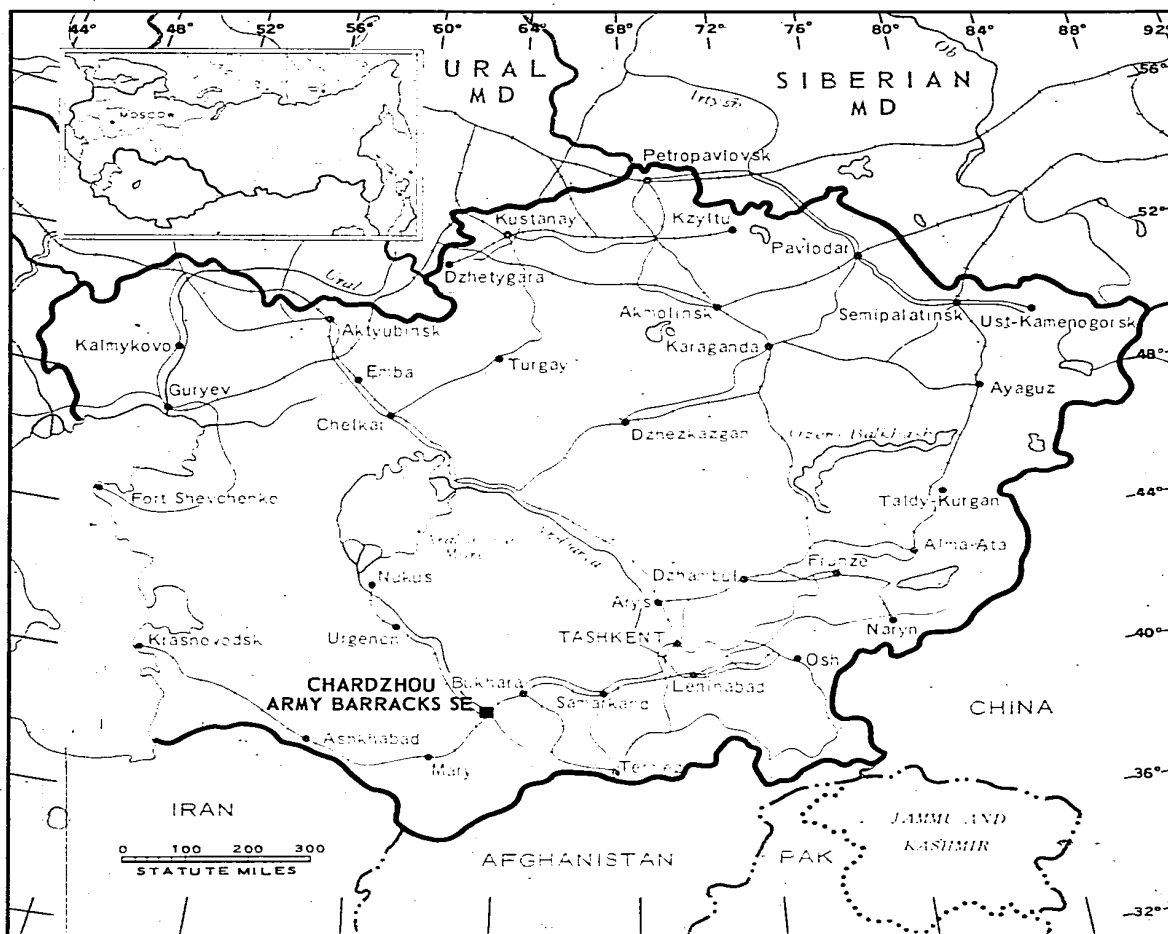 44° 48° 52° 56° 60° 64° 68° 72° 76° 80° 84° 88° 92°
URAL
MD
SIBERIAN
MD
Ob
56°
MOSCOW
Irtysh
Petropavlovsk
52°
Kustanay
Kzyltu
Pavlodar
Dzhetygara
Ural
Akmolinsk
Semipalatinsk
Ust-Kamenogorsk
Aktyubinsk
Kalmykovo
Karaganda
48°
Turgay
Emba
Guryev
Ayaguz
Chelkar
Dzhezkazgan
Ozero Balkhash
Fort Shevchenko
Taldy-Kurgan
44°
Alma-Ata
Frunze
Dzhambul
Nukus
Arys
Urgench
TASHKENT
Naryn
40°
Krasnovodsk
Osh
Leninabad
Bukhara
Samarkand
CHARDZHOU
ARMY BARRACKS SE
CHINA
Ashkhabad
Mary
Termez
36°
IRAN
JAMMU AND
KASHMIR
0 100 200 300
STATUTE MILES
AFGHANISTAN
PAK
32°